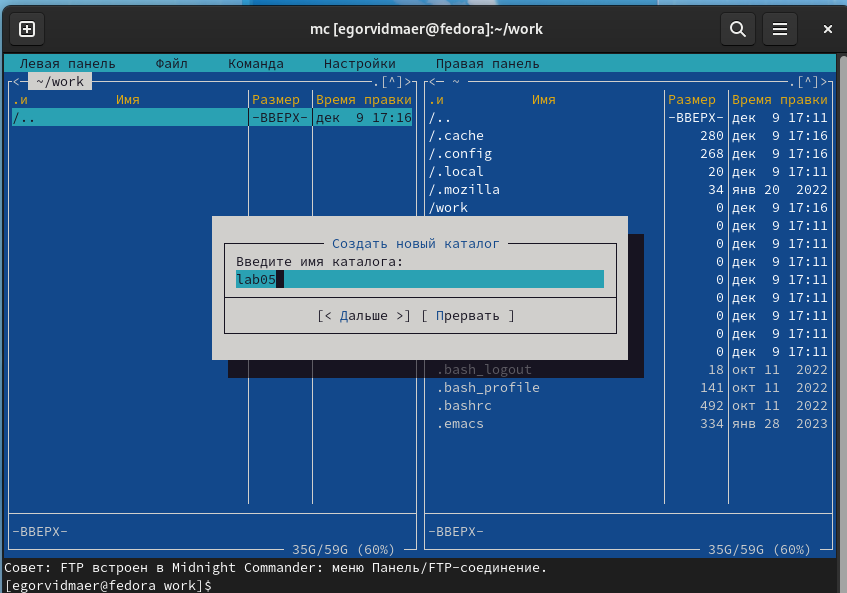 mc [egorvidmaer@fedora]:~/work
Левая панель Файл Команда Настройки Правая панель
<─ ~/work .[^]>
.и Имя Размер Время правки
/.. -ВВЕРХ- дек 9 17:16
-ВВЕРХ-
35G/59G (60%)
<─ ~ .[^]>
.и Имя Размер Время правки
/.. -ВВЕРХ- дек 9 17:11
/.cache 280 дек 9 17:16
/.config 268 дек 9 17:16
/.local 20 дек 9 17:11
/.mozilla 34 янв 20 2022
/work 0 дек 9 17:16
0 дек 9 17:11
0 дек 9 17:11
0 дек 9 17:11
0 дек 9 17:11
0 дек 9 17:11
0 дек 9 17:11
0 дек 9 17:11
0 дек 9 17:11
.bash_logout 18 окт 11 2022
.bash_profile 141 окт 11 2022
.bashrc 492 окт 11 2022
.emacs 334 янв 28 2023
-ВВЕРХ-
35G/59G (60%)
Создать новый каталог
Введите имя каталога:
lab05
[< Дальше >] [ Прервать ]
Совет: FTP встроен в Midnight Commander: меню Панель/FTP-соединение.
[egorvidmaer@fedora work]$